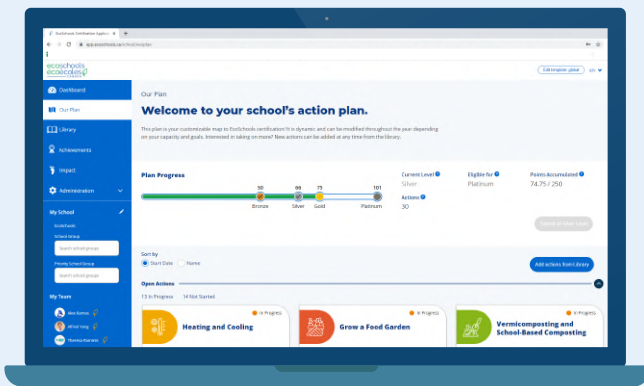 EcoSchools Certification Applic
app.ecoschools.ca/
ecoschools
écoécoles
CANADA
Edit template: global
EN
Dashboard
Our Plan
Library
Achievements
Impact
Administration
My School
EcoSchools
School Group
Search school groups
Priority School Group
Search school groups
My Team
Alex Ramos
Alfred Yang
Our Plan
Welcome to your school's action plan.
This plan is your customizable map to EcoSchools certification! It is dynamic and can be modified throughout the year depending
on your capacity and goals. Interested in taking on more? New actions can be added at any time from the library.
Plan Progress
50 66 75 101
Bronze Silver Gold Platinum
Current Level Eligible for Points Accumulated
Silver Platinum 74.75 / 250
Actions
30
Sort by
Start Date Name
Add actions from Library
Open Actions
13 In Progress 14 Not Started
In Progress
Heating and Cooling
In Progress
Grow a Food Garden
In Progress
Vermicomposting and
School-Based Composting